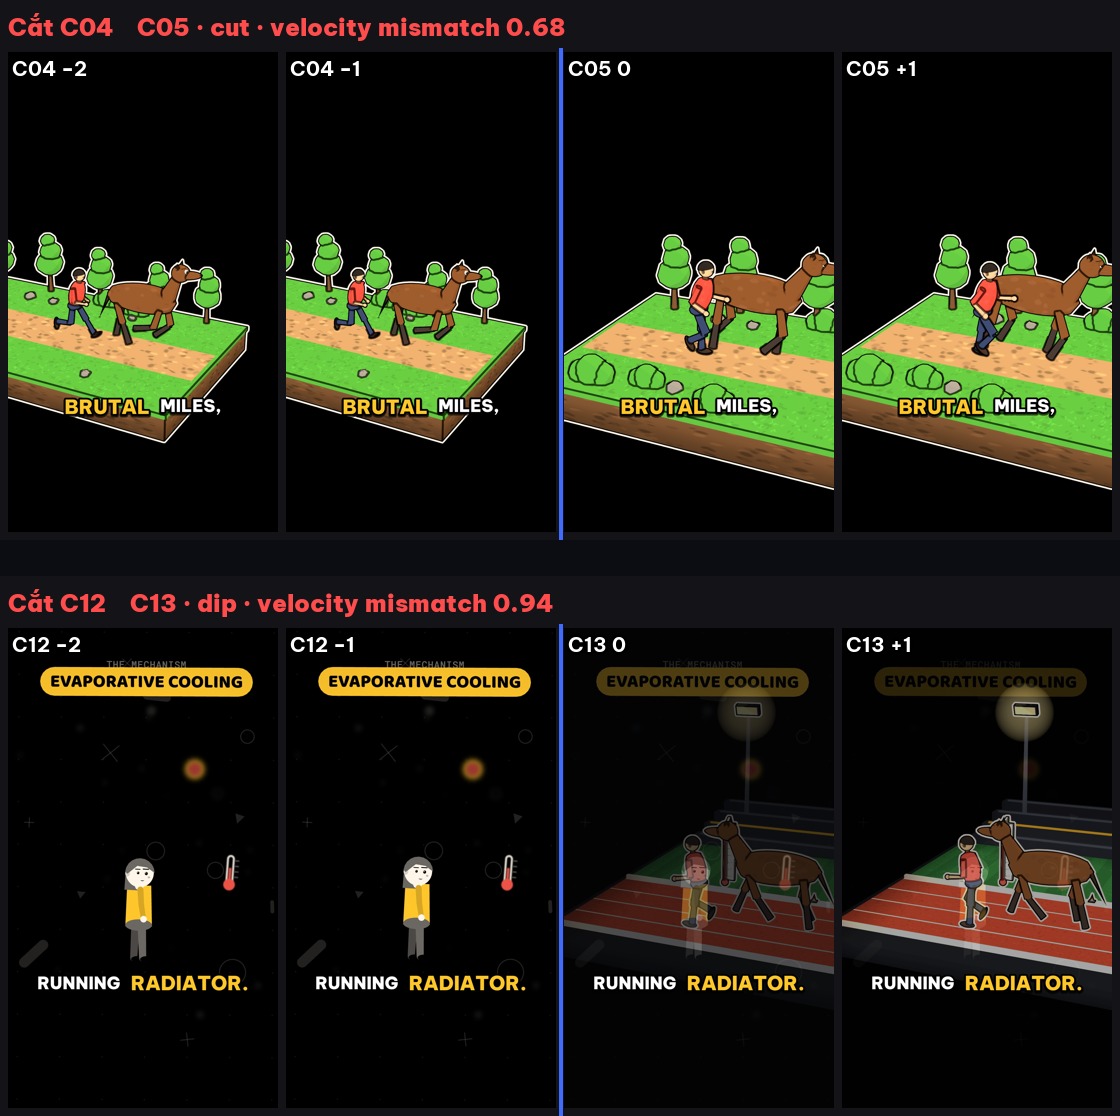 Cắt C04 C05 · cut · velocity mismatch 0.68
C04 −2
C04 −1
C05 0
C05 +1
BRUTAL MILES,
BRUTAL MILES,
BRUTAL MILES,
BRUTAL MILES,
Cắt C12 C13 · dip · velocity mismatch 0.94
C12 −2
C12 −1
C13 0
C13 +1
THE MECHANISM
THE MECHANISM
THE MECHANISM
THE MECHANISM
EVAPORATIVE COOLING
EVAPORATIVE COOLING
EVAPORATIVE COOLING
EVAPORATIVE COOLING
RUNNING RADIATOR.
RUNNING RADIATOR.
RUNNING RADIATOR.
RUNNING RADIATOR.